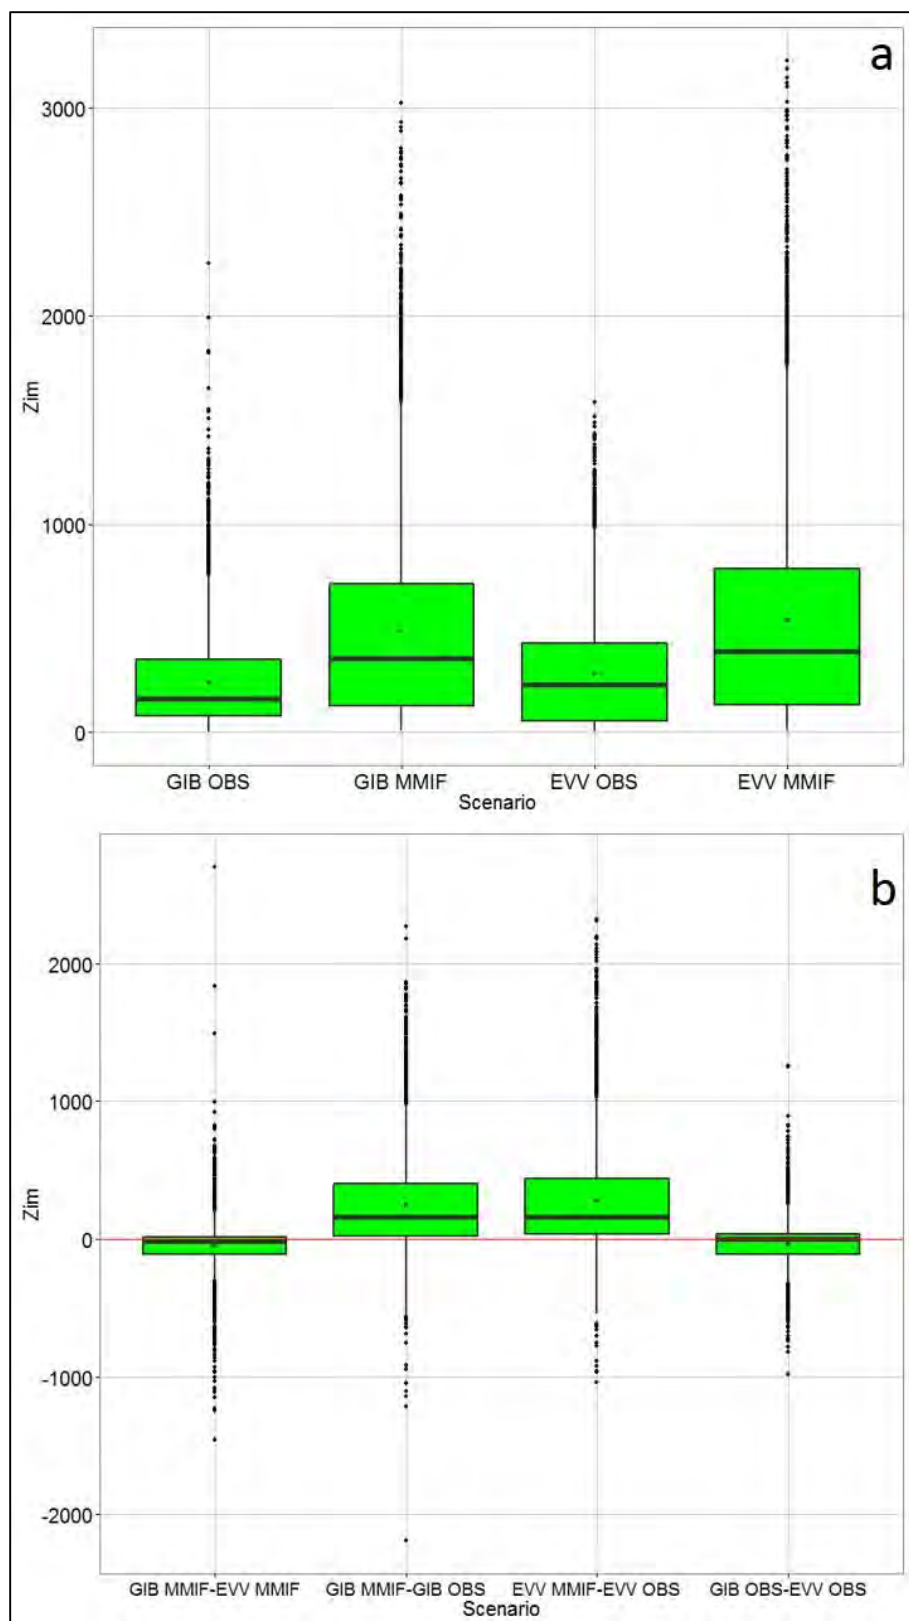 a
3000
2000
1000
0
Zim
GIB OBS GIB MMIF EVV OBS EVV MMIF
Scenario
b
2000
1000
0
-1000
-2000
Zim
GIB MMIF-EVV MMIF GIB MMIF-GIB OBS EVV MMIF-EVV OBS GIB OBS-EVV OBS
Scenario